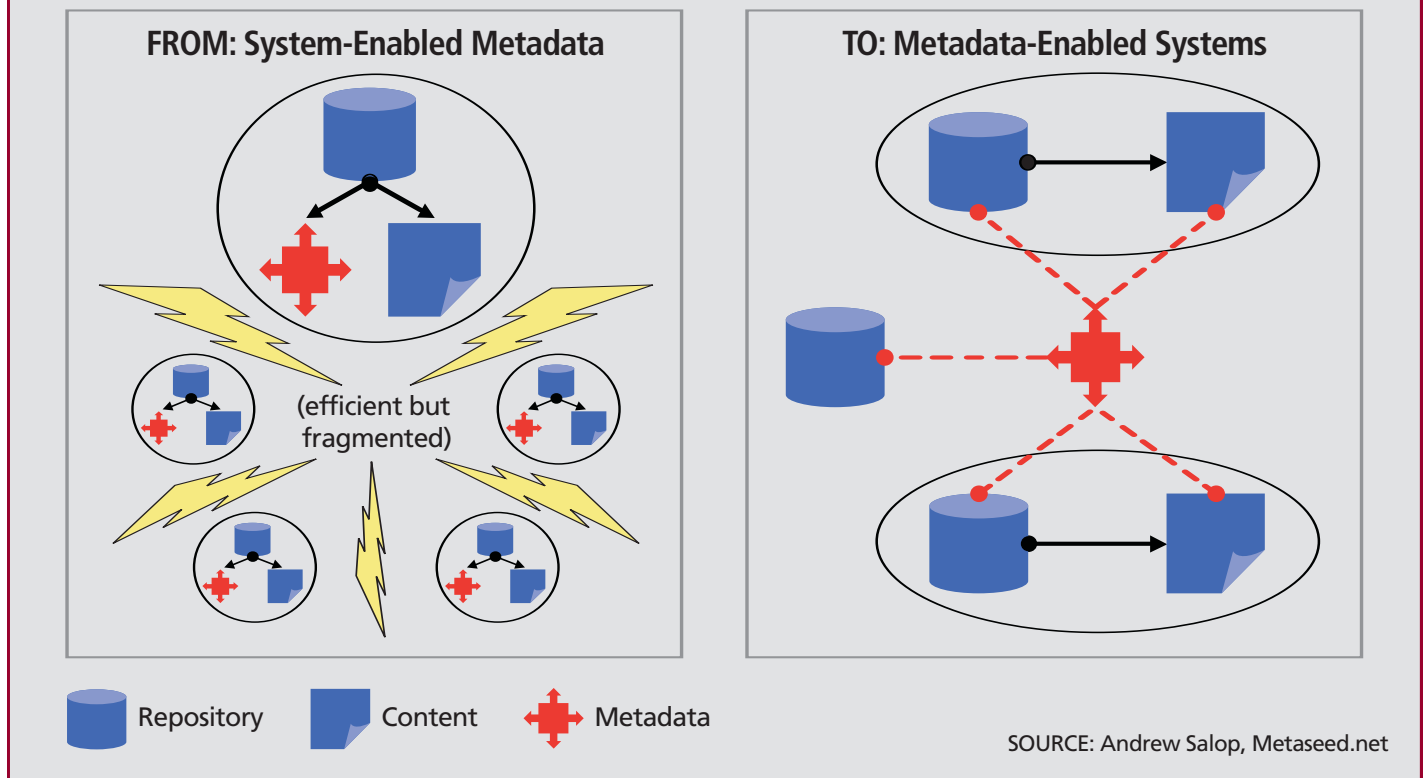 FROM: System-Enabled Metadata
(efficient but
fragmented)
TO: Metadata-Enabled Systems
Repository
Content
Metadata
SOURCE: Andrew Salop, Metaseed.net